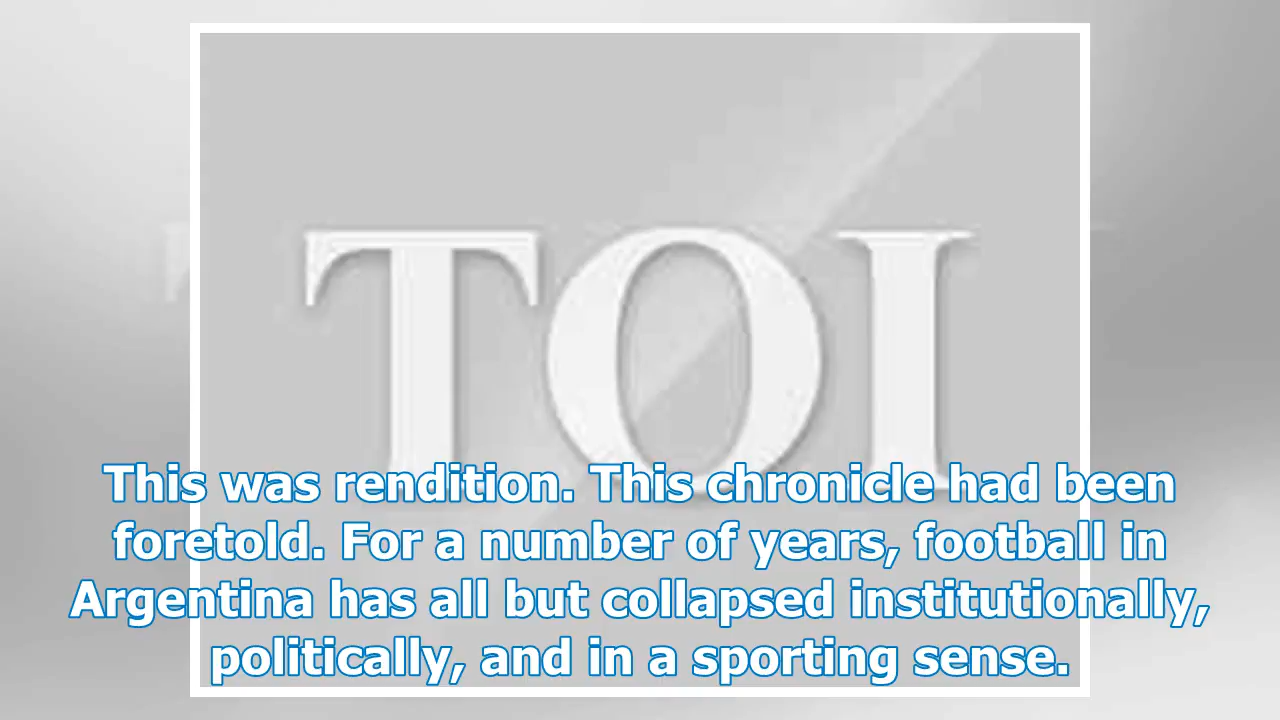 TOI
This was rendition. This chronicle had been
foretold. For a number of years, football in
Argentina has all but collapsed institutionally,
politically, and in a sporting sense.